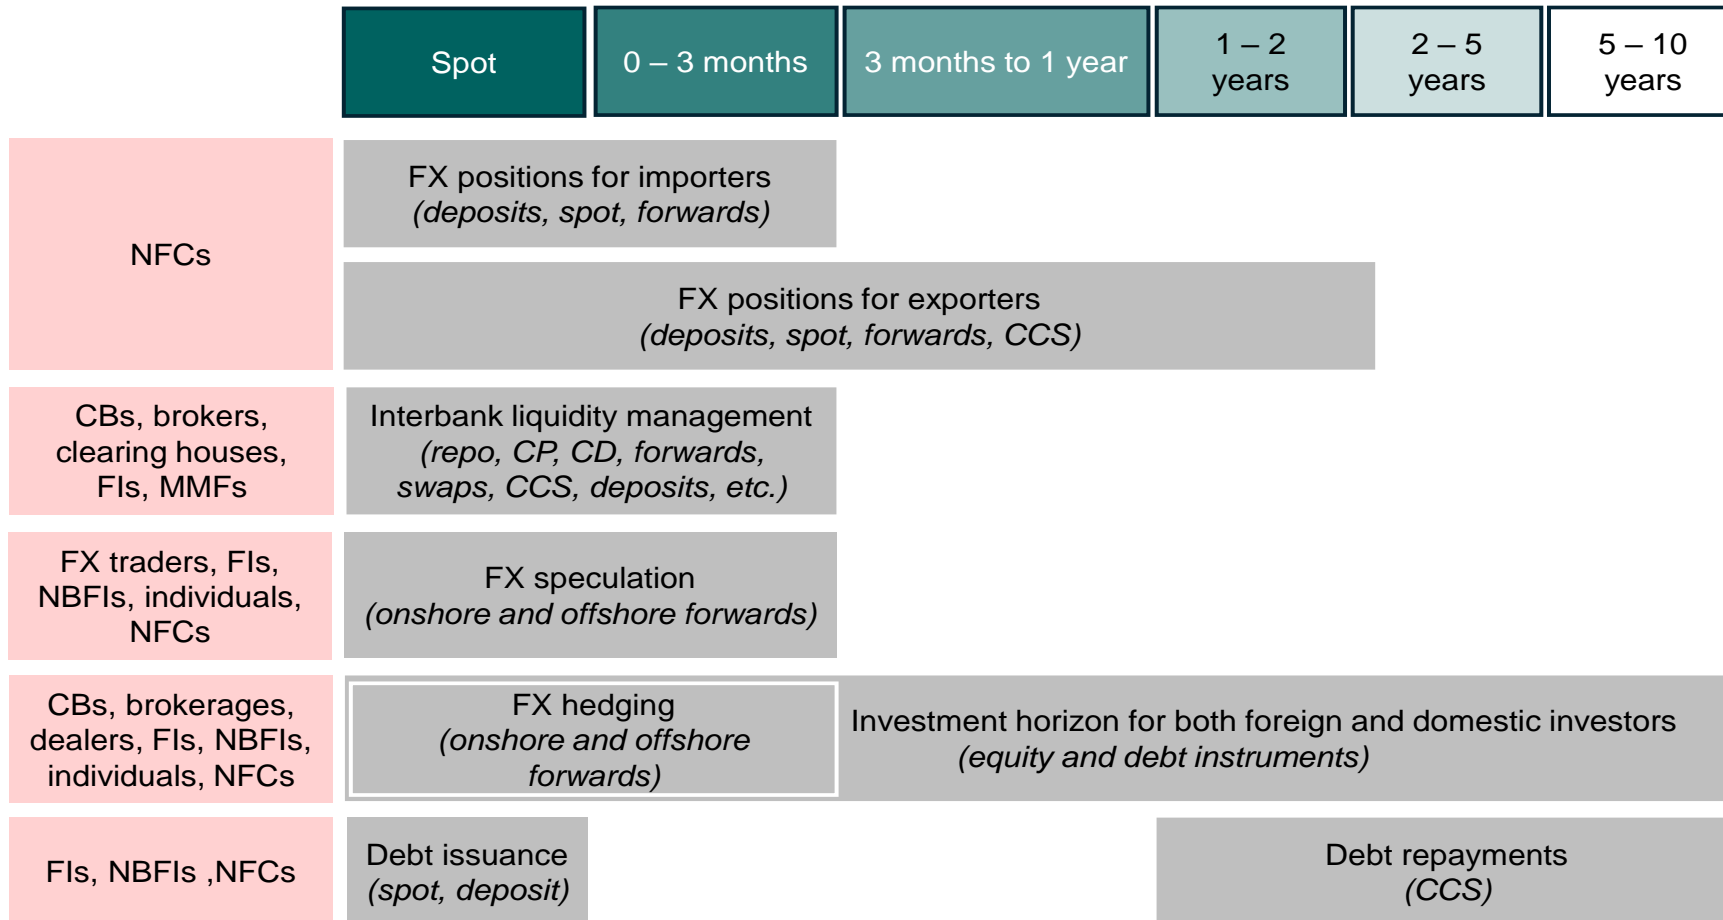 Spot
0 – 3 months
3 months to 1 year
1 – 2
years
2 – 5
years
5 – 10
years
NFCs
FX positions for importers
(deposits, spot, forwards)
FX positions for exporters
(deposits, spot, forwards, CCS)
CBs, brokers,
clearing houses,
FIs, MMFs
Interbank liquidity management
(repo, CP, CD, forwards,
swaps, CCS, deposits, etc.)
FX traders, FIs,
NBFIs, individuals,
NFCs
FX speculation
(onshore and offshore forwards)
CBs, brokerages,
dealers, FIs, NBFIs,
individuals, NFCs
FX hedging
(onshore and offshore
forwards)
Investment horizon for both foreign and domestic investors
(equity and debt instruments)
FIs, NBFIs ,NFCs
Debt issuance
(spot, deposit)
Debt repayments
(CCS)